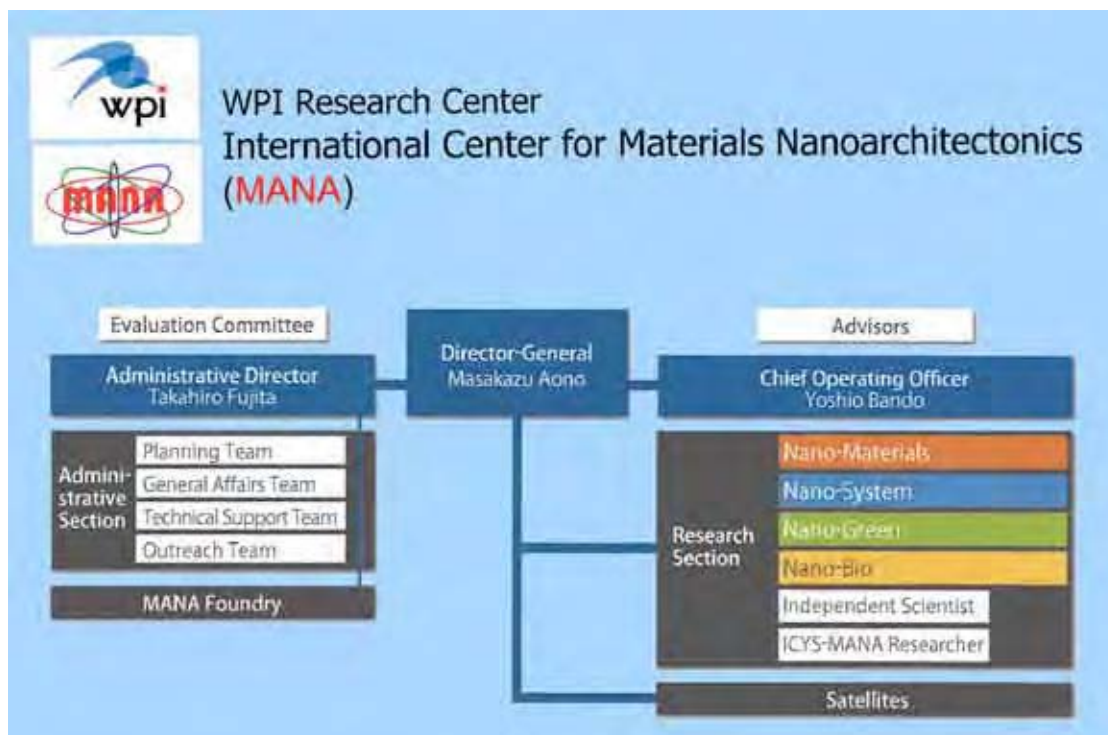 wpi
WPI Research Center
International Center for Materials Nanoarchitectonics
(MANA)
MANA
Evaluation Committee
Administrative Director
Takahiro Fujita
Admini-
strative
Section
Planning Team
General Affairs Team
Technical Support Team
Outreach Team
MANA Foundry
Director-General
Masakazu Aono
Advisors
Chief Operating Officer
Yoshio Bando
Research
Section
Nano-Materials
Nano-System
Nano-Green
Nano-Bio
Independent Scientist
ICYS-MANA Researcher
Satellites